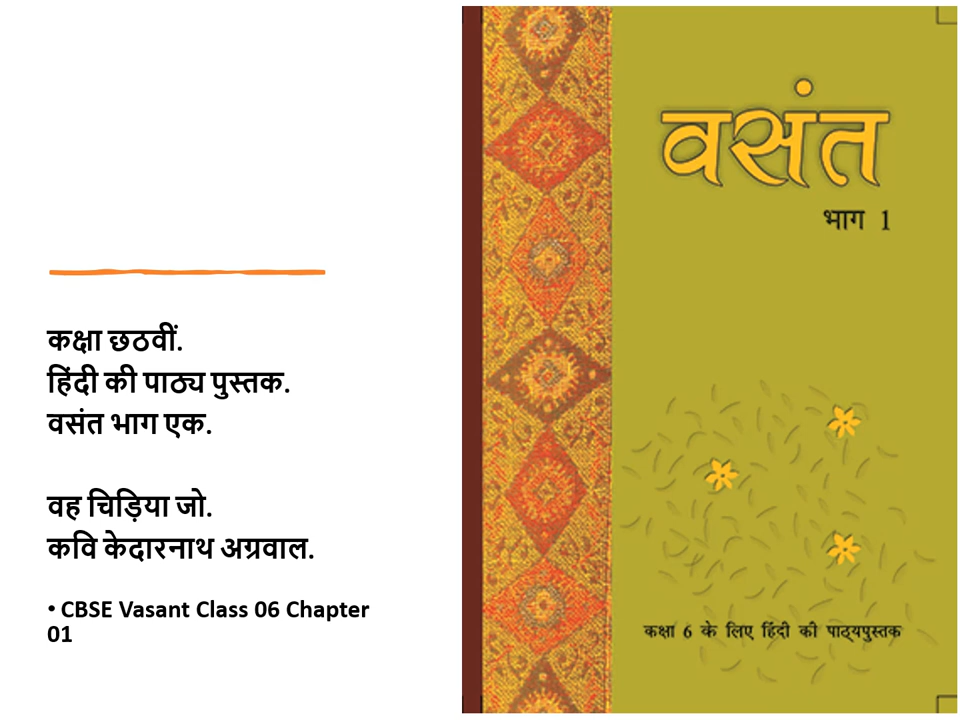 कक्षा छठवीं.
हिंदी की पाठ्य पुस्तक.
वसंत भाग एक.
वह चिड़िया जो.
कवि केदारनाथ अग्रवाल.
• CBSE Vasant Class 06 Chapter
01
वसंत
भाग 1
कक्षा 6 के लिए हिंदी की पाठ्यपुस्तक